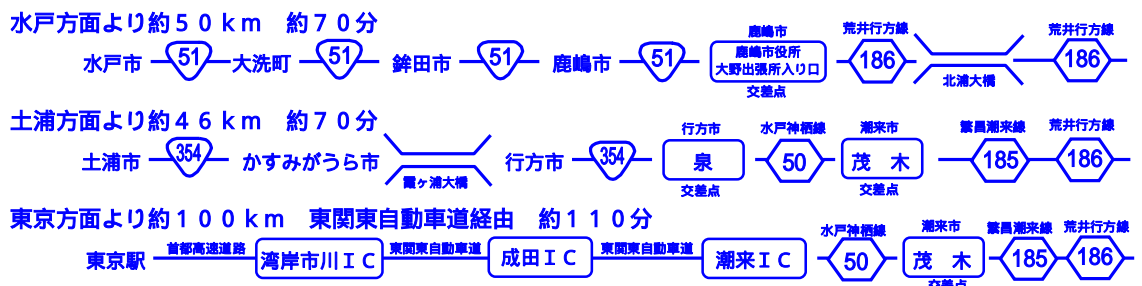 水戸方面より約５０ｋｍ　約７０分
鹿嶋市 荒井行方線 荒井行方線
水戸市 51 大洗町 51 鉾田市 51 鹿嶋市 51 鹿嶋市役所 186 186
大野出張所入り口
交差点 北浦大橋
土浦方面より約４６ｋｍ　約７０分
行方市 水戸神栖線 潮来市 繁昌潮来線 荒井行方線
土浦市 354 かすみがうら市 行方市 354 泉 50 茂　木 185 186
霞ヶ浦大橋 交差点 交差点
東京方面より約１００ｋｍ　東関東自動車道経由　約１１０分
水戸神栖線 潮来市 繁昌潮来線 荒井行方線
東京駅 首都高速道路 湾岸市川ＩＣ 東関東自動車道 成田ＩＣ 東関東自動車道 潮来ＩＣ 50 茂　木 185 186
交差点